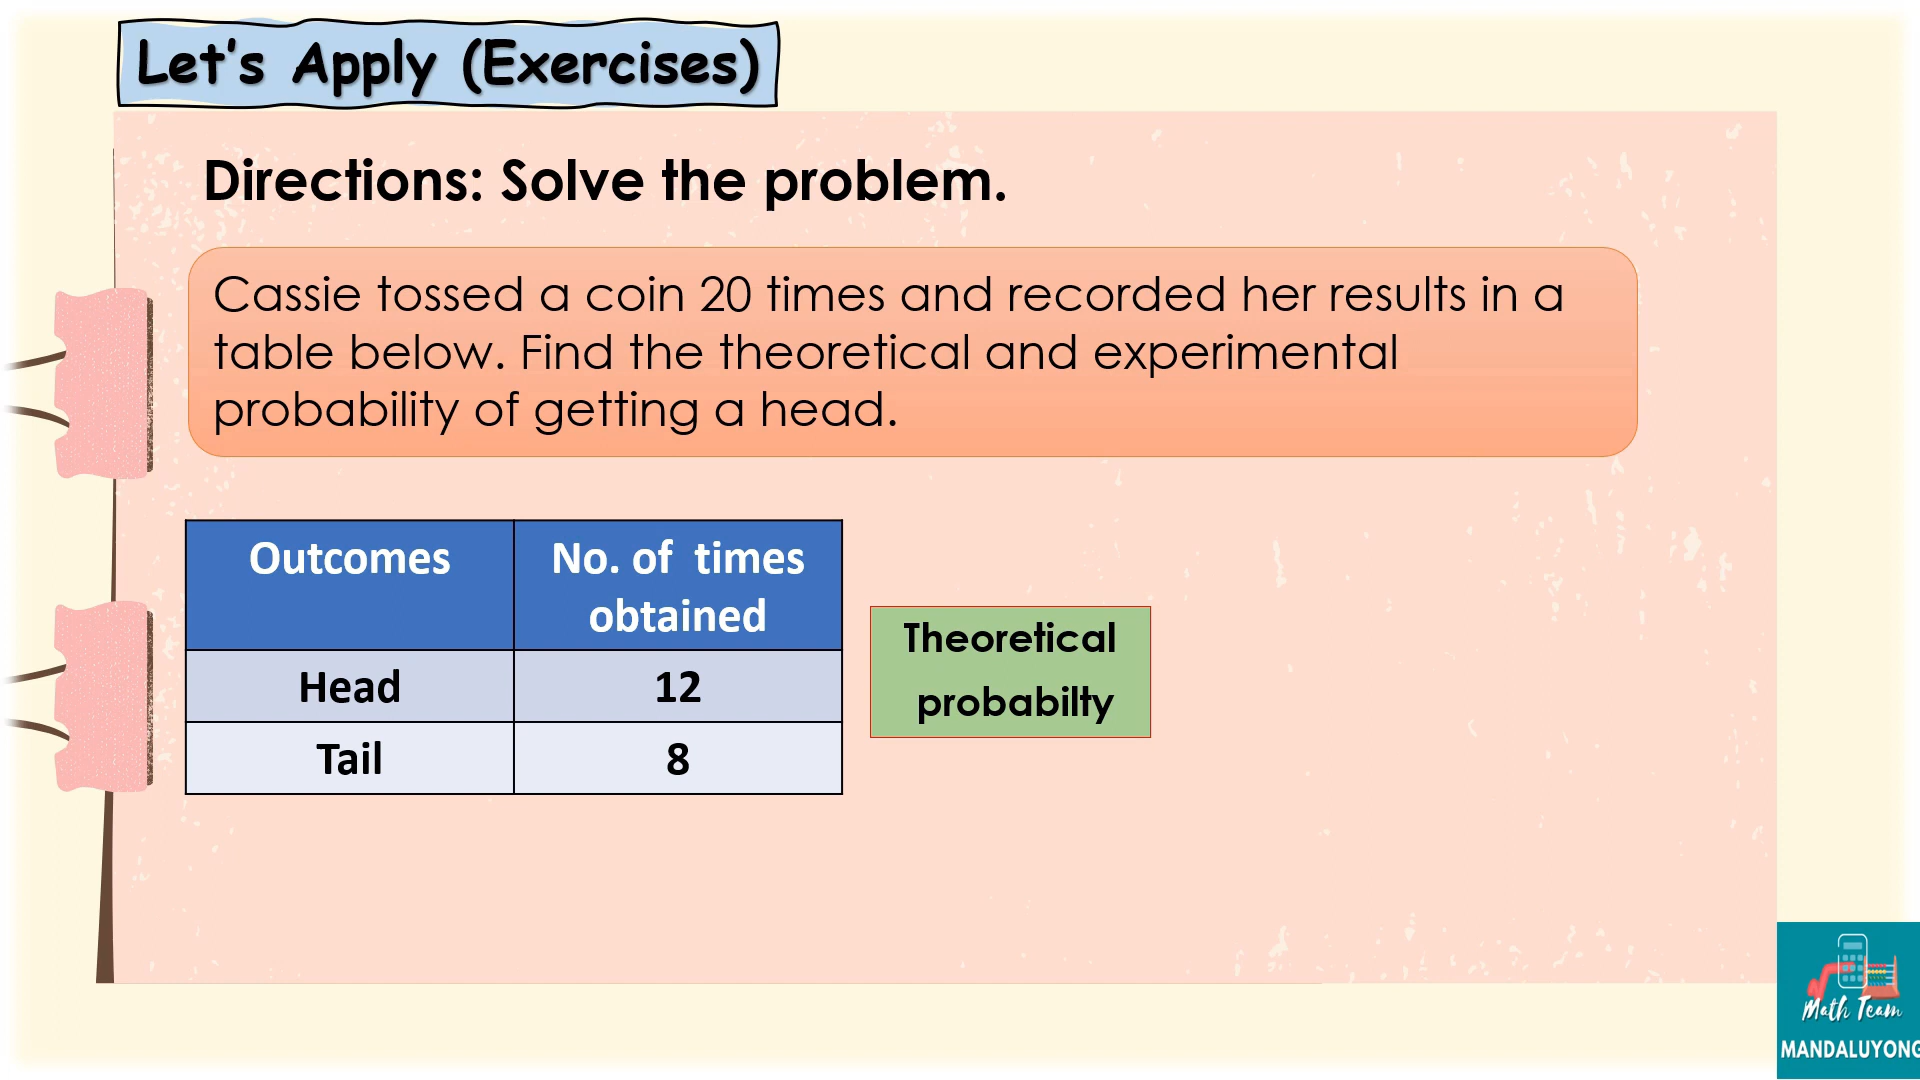 Let's Apply (Exercises)
Directions: Solve the problem.
Cassie tossed a coin 20 times and recorded her results in a
table below. Find the theoretical and experimental
probability of getting a head.
Outcomes
No. of times
obtained
Head
12
Tail
8
Theoretical
probabilty
Math Team
MANDALUYONG